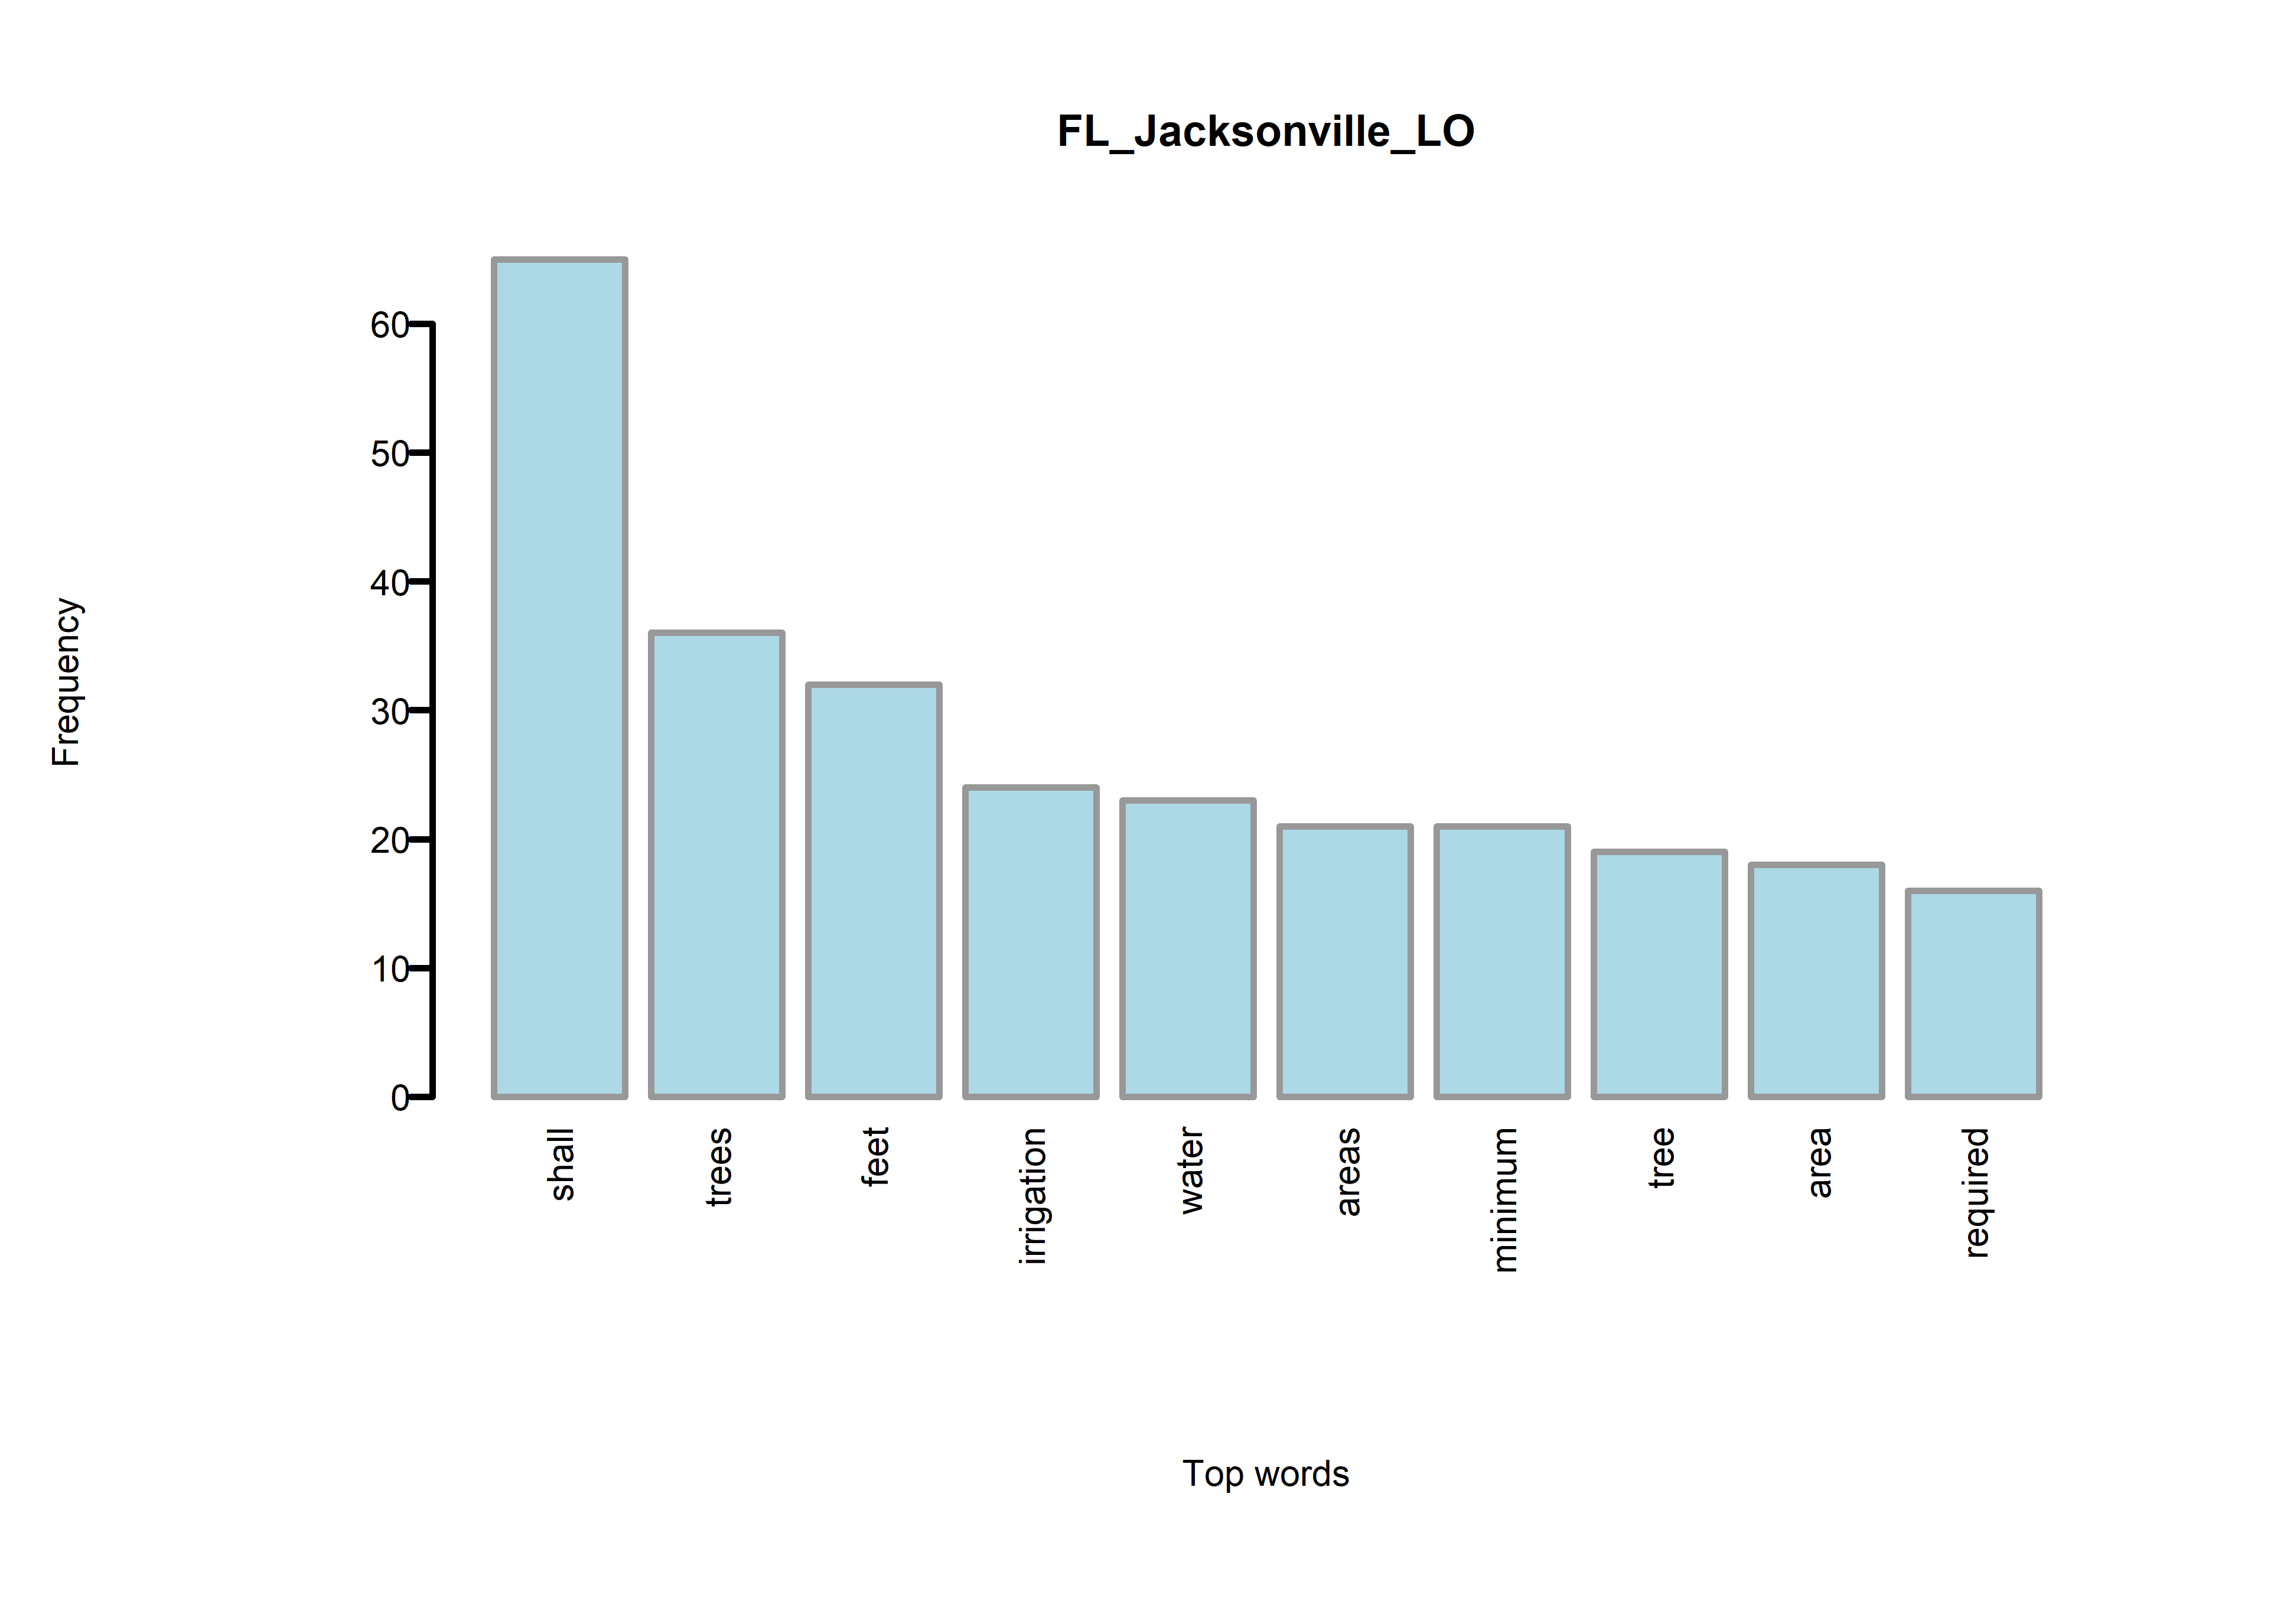 FL_Jacksonville_LO
Frequency
60
50
40
30
20
10
0
shall
trees
feet
irrigation
water
areas
minimum
tree
area
required
Top words